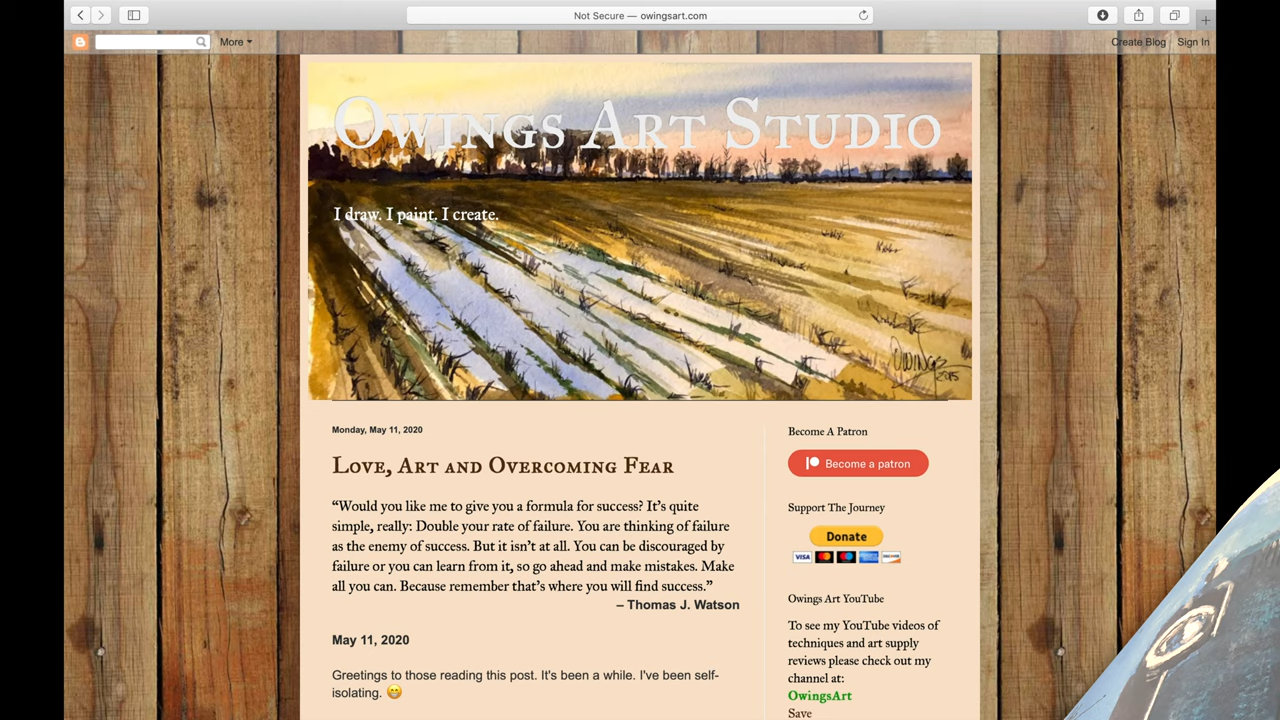 Not Secure — owingsart.com
More
Create Blog
Sign In
Owings Art Studio
I draw. I paint. I create.
Owings
2015
Monday, May 11, 2020
Love, Art and Overcoming Fear
“Would you like me to give you a formula for success? It's quite
simple, really: Double your rate of failure. You are thinking of failure
as the enemy of success. But it isn't at all. You can be discouraged by
failure or you can learn from it, so go ahead and make mistakes. Make
all you can. Because remember that's where you will find success.”
– Thomas J. Watson
May 11, 2020
Greetings to those reading this post. It's been a while. I've been self-
isolating. 😁
Become A Patron
Become a patron
Support The Journey
Donate
VISA
DISCOVER
Owings Art YouTube
To see my YouTube videos of
techniques and art supply
reviews please check out my
channel at:
OwingsArt
Save